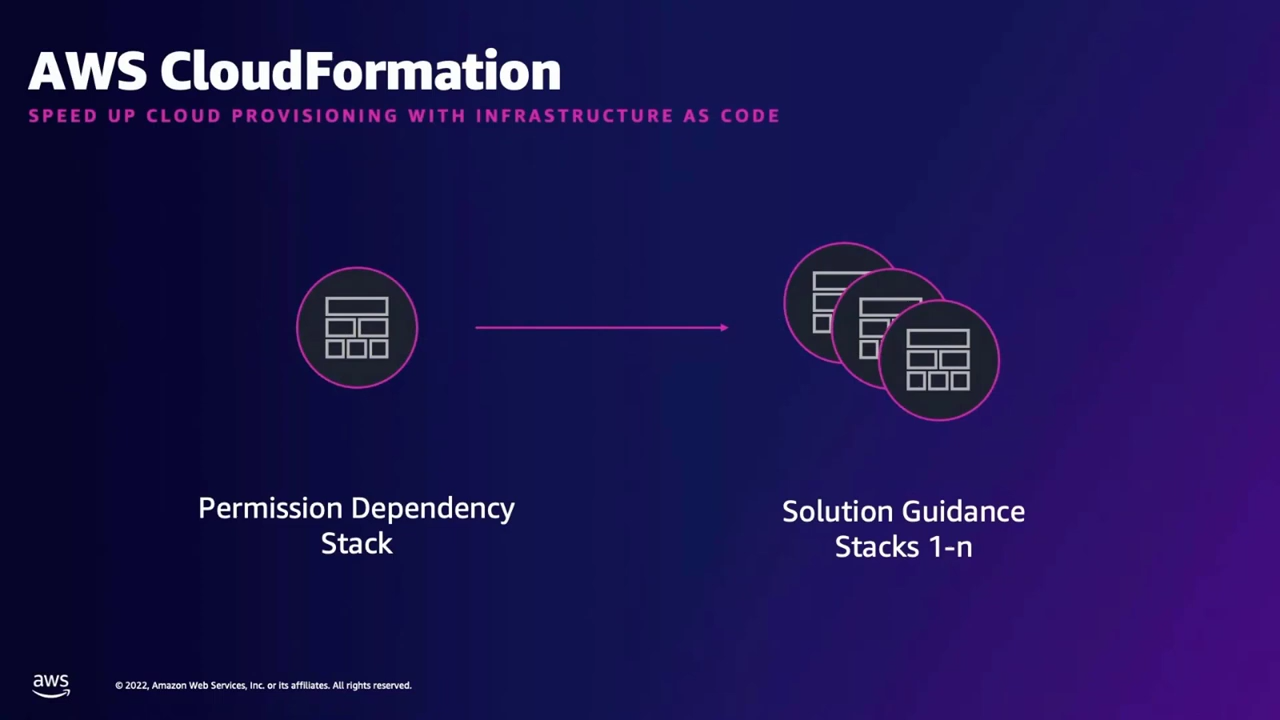 AWS CloudFormation
SPEED UP CLOUD PROVISIONING WITH INFRASTRUCTURE AS CODE
Permission Dependency
Stack
Solution Guidance
Stacks 1-n
aws
© 2022, Amazon Web Services, Inc. or its affiliates. All rights reserved.